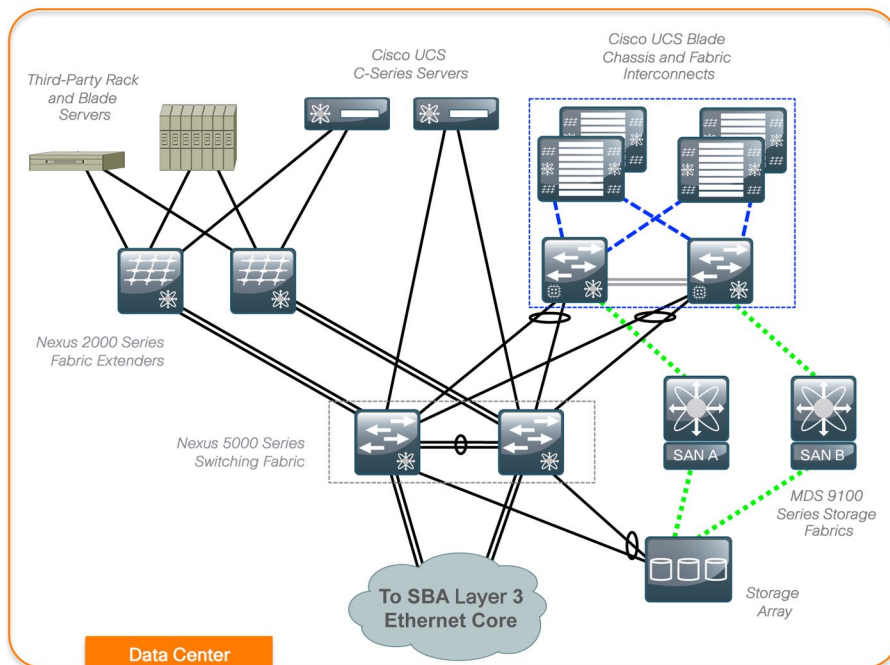 Cisco UCS
C-Series Servers
Cisco UCS Blade
Chassis and Fabric
Interconnects
Third-Party Rack
and Blade
Servers
Nexus 2000 Series
Fabric Extenders
Nexus 5000 Series
Switching Fabric
SAN A
SAN B
MDS 9100
Series Storage
Fabrics
To SBA Layer 3
Ethernet Core
Storage
Array
Data Center